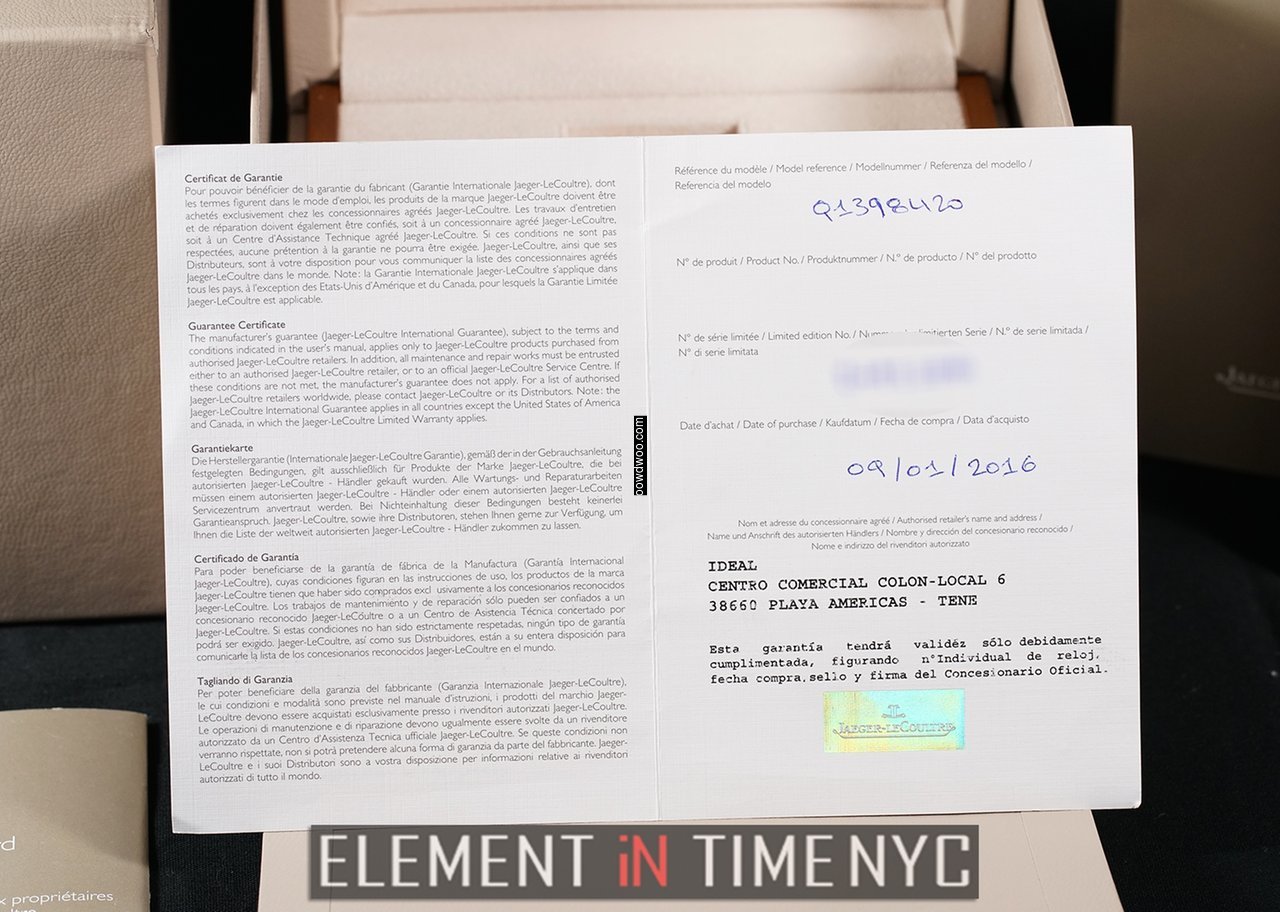 Certificat de Garantie
Pour pouvoir bénéficier de la garantie du fabricant (Garantie Internationale Jaeger-LeCoultre), dont
les termes figurent dans le mode d'emploi, les produits de la marque Jaeger-LeCoultre doivent être
achetés exclusivement chez les concessionnaires agréés Jaeger-LeCoultre. Les travaux d'entretien
et de réparation doivent également être confiés, soit à un concessionnaire agréé Jaeger-LeCoultre,
soit à un Centre d'Assistance Technique agréé Jaeger-LeCoultre. Si ces conditions ne sont pas
respectées, aucune prétention à la garantie ne pourra être exigée. Jaeger-LeCoultre, ainsi que ses
Distributeurs, sont à votre disposition pour vous communiquer la liste des concessionnaires agréés
Jaeger-LeCoultre dans le monde. Note: la Garantie Internationale Jaeger-LeCoultre s'applique dans
tous les pays, à l'exception des Etats-Unis d'Amérique et du Canada, pour lesquels la Garantie Limitée
Jaeger-LeCoultre est applicable.
Guarantee Certificate
The manufacturer's guarantee (Jaeger-LeCoultre International Guarantee), subject to the terms and
conditions indicated in the user's manual, applies only to Jaeger-LeCoultre products purchased from
authorised Jaeger-LeCoultre retailers. In addition, all maintenance and repair works must be entrusted
either to an authorised Jaeger-LeCoultre retailer, or to an official Jaeger-LeCoultre Service Centre. If
these conditions are not met, the manufacturer's guarantee does not apply. For a list of authorised
Jaeger-LeCoultre retailers worldwide, please contact Jaeger-LeCoultre or its Distributors. Note: the
Jaeger-LeCoultre International Guarantee applies in all countries except the United States of America
and Canada, in which the Jaeger-LeCoultre Limited Warranty applies.
Garantiekarte
Die Herstellergarantie (Internationale Jaeger-LeCoultre Garantie), gemäß der in der Gebrauchsanleitung
festgelegten Bedingungen, gilt ausschließlich für Produkte der Marke Jaeger-LeCoultre, die bei
autorisierten Jaeger-LeCoultre - Händler gekauft wurden. Alle Wartungs- und Reparaturarbeiten
müssen einem autorisierten Jaeger-LeCoultre - Händler oder einem autorisierten Jaeger-LeCoultre
Servicezentrum anvertraut werden. Bei Nichteinhaltung dieser Bedingungen besteht keinerlei
Garantieanspruch. Jaeger-LeCoultre, sowie ihre Distributoren, stehen Ihnen gerne zur Verfügung, um
Ihnen die Liste der weltweit autorisierten Jaeger-LeCoultre - Händler zukommen zu lassen.
Certificado de Garantía
Para poder beneficiarse de la garantía de fábrica de la Manufactura (Garantía Internacional
Jaeger-LeCoultre), cuyas condiciones figuran en las instrucciones de uso, los productos de la marca
Jaeger-LeCoultre tienen que haber sido comprados excl usivamente a los concesionarios reconocidos
Jaeger-LeCoultre. Los trabajos de mantenimiento y de reparación sólo pueden ser confiados a un
concesionario reconocido Jaeger-LeCoultre o a un Centro de Asistencia Técnica concertado por
Jaeger-LeCoultre. Si estas condiciones no han sido estrictamente respetadas, ningún tipo de garantía
podrá ser exigido. Jaeger-LeCoultre, así como sus Distribuidores, están a su entera disposición para
comunicarle la lista de los concesionarios reconocidos Jaeger-LeCoultre en el mundo.
Tagliando di Garanzia
Per poter beneficiare della garanzia del fabbricante (Garanzia Internazionale Jaeger-LeCoultre),
le cui condizioni e modalità sono previste nel manuale d'istruzioni, i prodotti del marchio Jaeger-
LeCoultre devono essere acquistati esclusivamente presso i rivenditori autorizzati Jaeger-LeCoultre.
Le operazioni di manutenzione e di riparazione devono ugualmente essere svolte da un rivenditore
autorizzato da un Centro d'Assistenza Tecnica ufficiale Jaeger-LeCoultre. Se queste condizioni non
verranno rispettate, non si potrà pretendere alcuna forma di garanzia da parte del fabbricante. Jaeger-
LeCoultre e i suoi Distributori sono a vostra disposizione per informazioni relative ai rivenditori
autorizzati di tutto il mondo.
powdwoo.com
Référence du modèle / Model reference / Modellnummer / Referenza del modello /
Referencia del modelo
Q1398420
N° de produit / Product No. / Produktnummer / N.° de producto / N° del prodotto
N° de série limitée / Limited edition No. / limitierten Serie / N.° de serie limitada /
N° di serie limitata
Date d'achat / Date of purchase / Kaufdatum / Fecha de compra / Data d'acquisto
09/01/2016
Nom et adresse du concessionnaire agréé / Authorised retailer's name and address /
Name und Anschrift des autorisierten Händlers / Nombre y dirección del concesionario reconocido /
Nome e indirizzo del rivenditori autorizzato
IDEAL
CENTRO COMERCIAL COLON-LOCAL 6
38660 PLAYA AMERICAS - TENE
Esta garantía tendrá validéz sólo debidamente
cumplimentada, figurando n°Individual de reloj,
fecha compra,sello y firma del Concesionario Oficial.
JAEGER-LECOULTRE
JAEGER
x propriétaires
ELEMENT iN TIME NYC